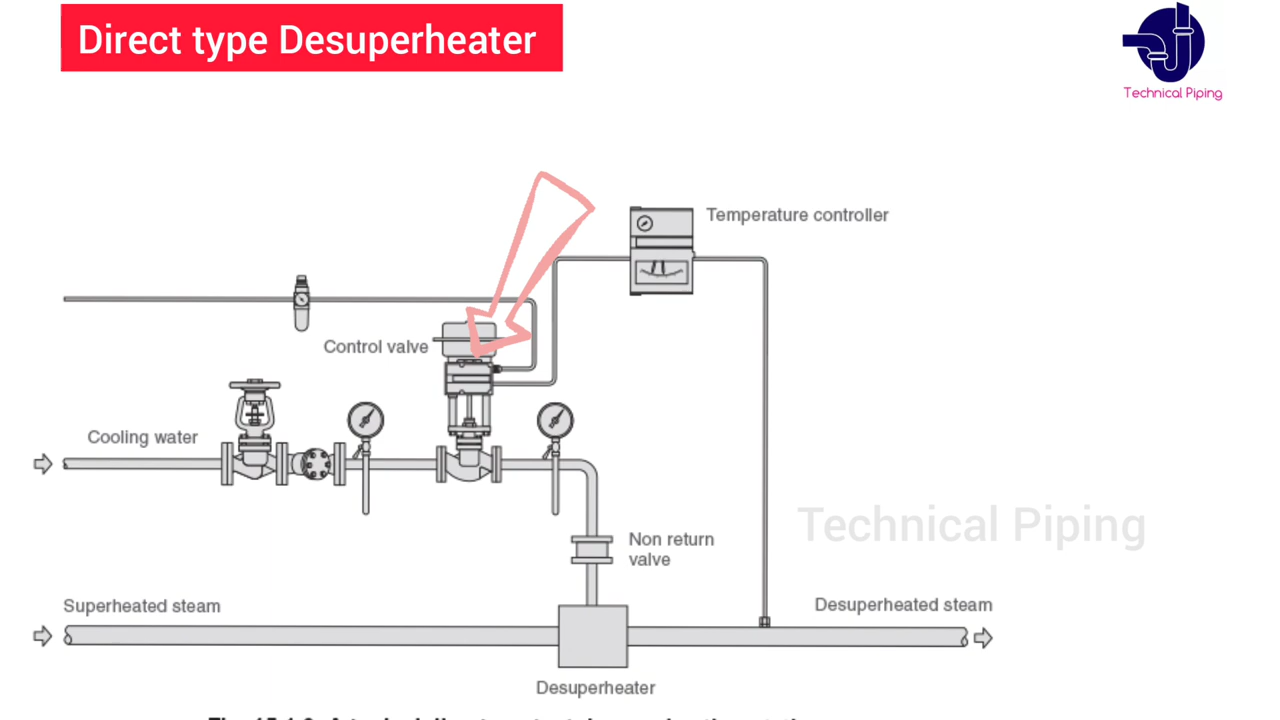 Direct type Desuperheater
Technical Piping
Temperature controller
Control valve
Cooling water
Technical Piping
Non return
valve
Superheated steam
Desuperheated steam
Desuperheater